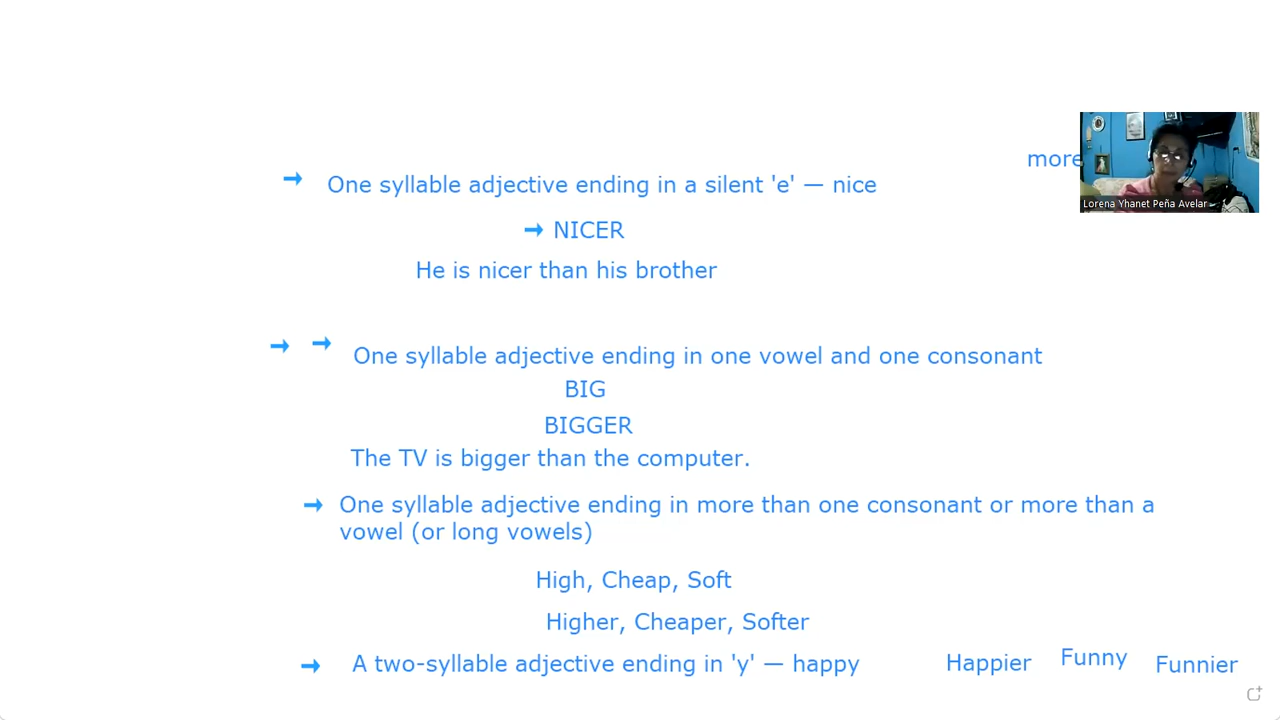 more
Lorena Yhanet Peña Avelar
One syllable adjective ending in a silent 'e' — nice
NICER
He is nicer than his brother
One syllable adjective ending in one vowel and one consonant
BIG
BIGGER
The TV is bigger than the computer.
One syllable adjective ending in more than one consonant or more than a
vowel (or long vowels)
High, Cheap, Soft
Higher, Cheaper, Softer
A two-syllable adjective ending in 'y' — happy Happier Funny Funnier